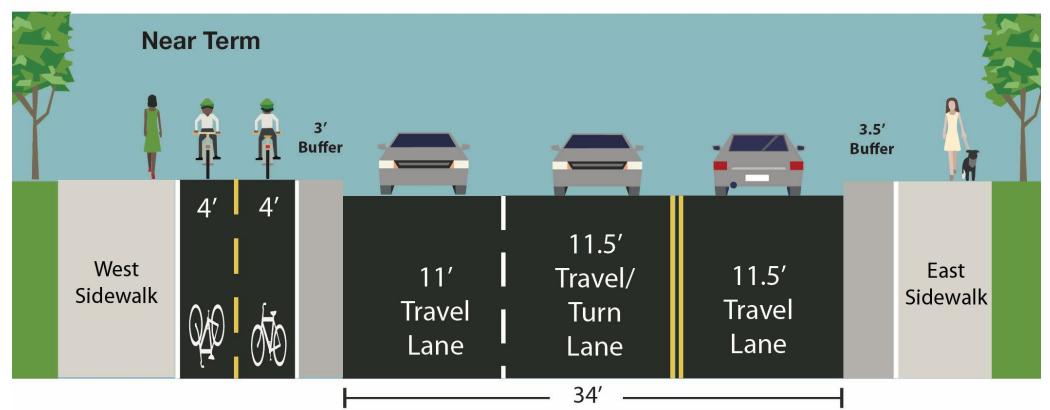 Near Term
3’
Buffer
3.5’
Buffer
4’
4’
West
Sidewalk
11’
Travel
Lane
11.5’
Travel/
Turn
Lane
11.5’
Travel
Lane
East
Sidewalk
34’